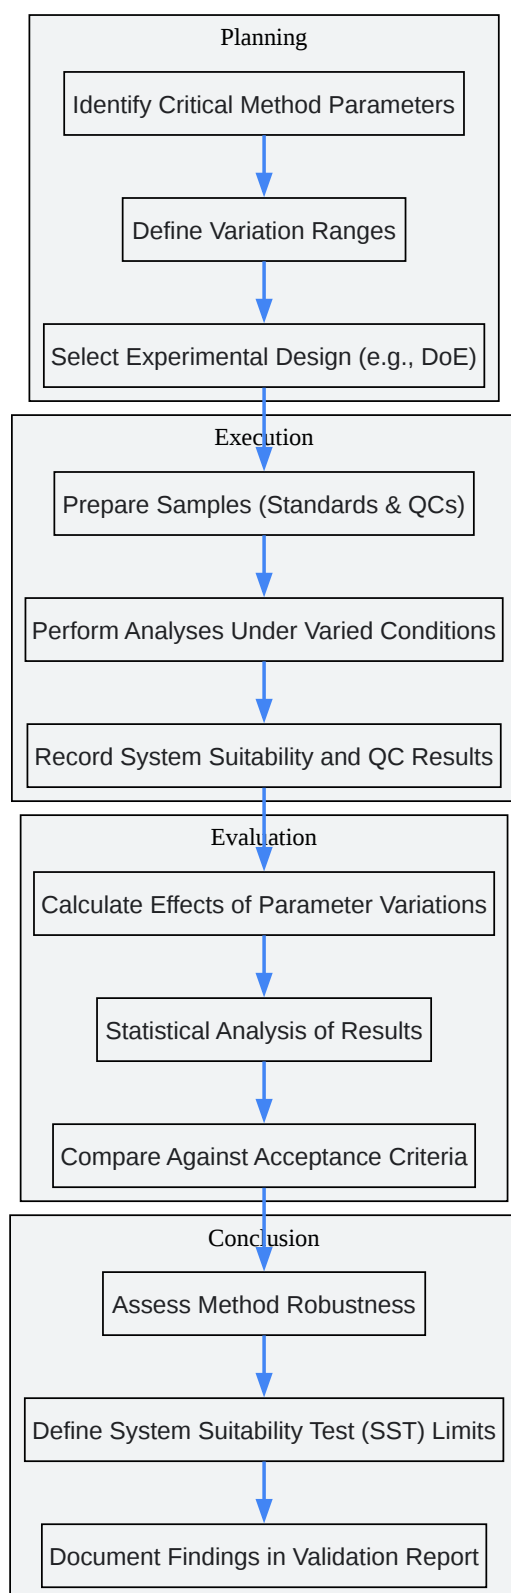 Planning
Identify Critical Method Parameters
Define Variation Ranges
Select Experimental Design (e.g., DoE)
Execution
Prepare Samples (Standards & QCs)
Perform Analyses Under Varied Conditions
Record System Suitability and QC Results
Evaluation
Calculate Effects of Parameter Variations
Statistical Analysis of Results
Compare Against Acceptance Criteria
Conclusion
Assess Method Robustness
Define System Suitability Test (SST) Limits
Document Findings in Validation Report